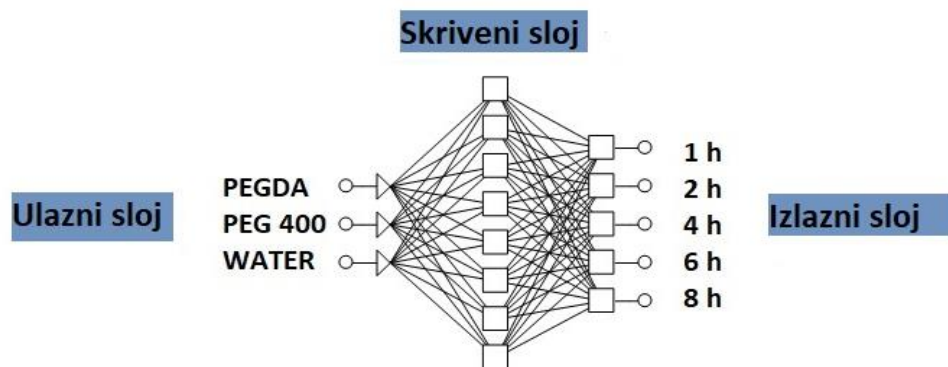 Skriveni sloj
Ulazni sloj
PEGDA
PEG 400
WATER
1 h
2 h
4 h
6 h
8 h
Izlazni sloj